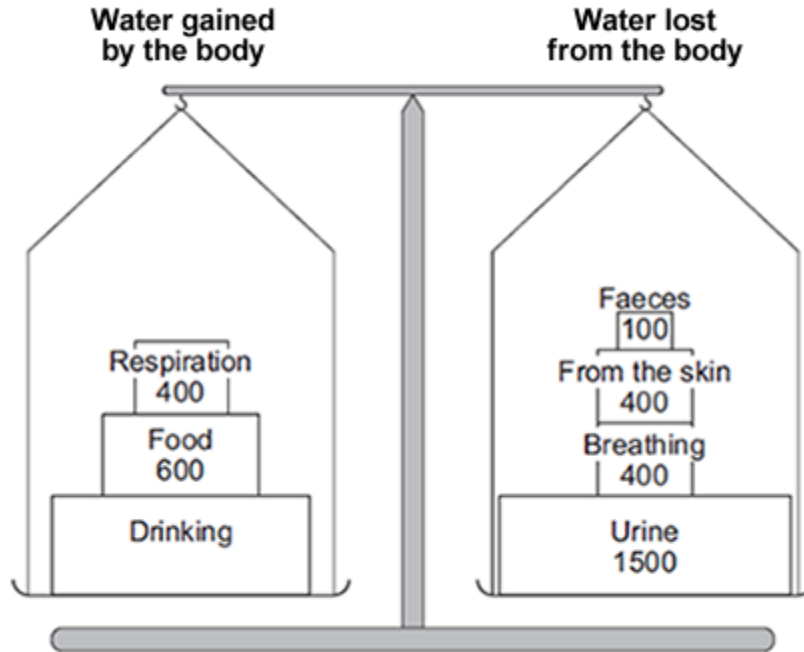 Water gained
by the body
Water lost
from the body
Respiration
400
Food
600
Drinking
Faeces
100
From the skin
400
Breathing
400
Urine
1500